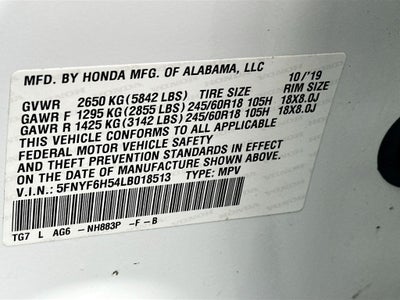 MFD. BY HONDA MFG. OF ALABAMA, LLC 10/'19
GVWR 2650 KG (5842 LBS) TIRE SIZE RIM SIZE
GAWR F 1295 KG (2855 LBS) 245/60R18 105H 18X8.0J
GAWR R 1425 KG (3142 LBS) 245/60R18 105H 18X8.0J
THIS VEHICLE CONFORMS TO ALL APPLICABLE
FEDERAL MOTOR VEHICLE SAFETY
AND THEFT PREVENTION STANDARDS IN EFFECT
ON THE DATE OF MANUFACTURE SHOWN ABOVE.
V.I.N.: 5FNYF6H54LB018513 TYPE: MPV
TG7 L AG6 -NH883P -F-B